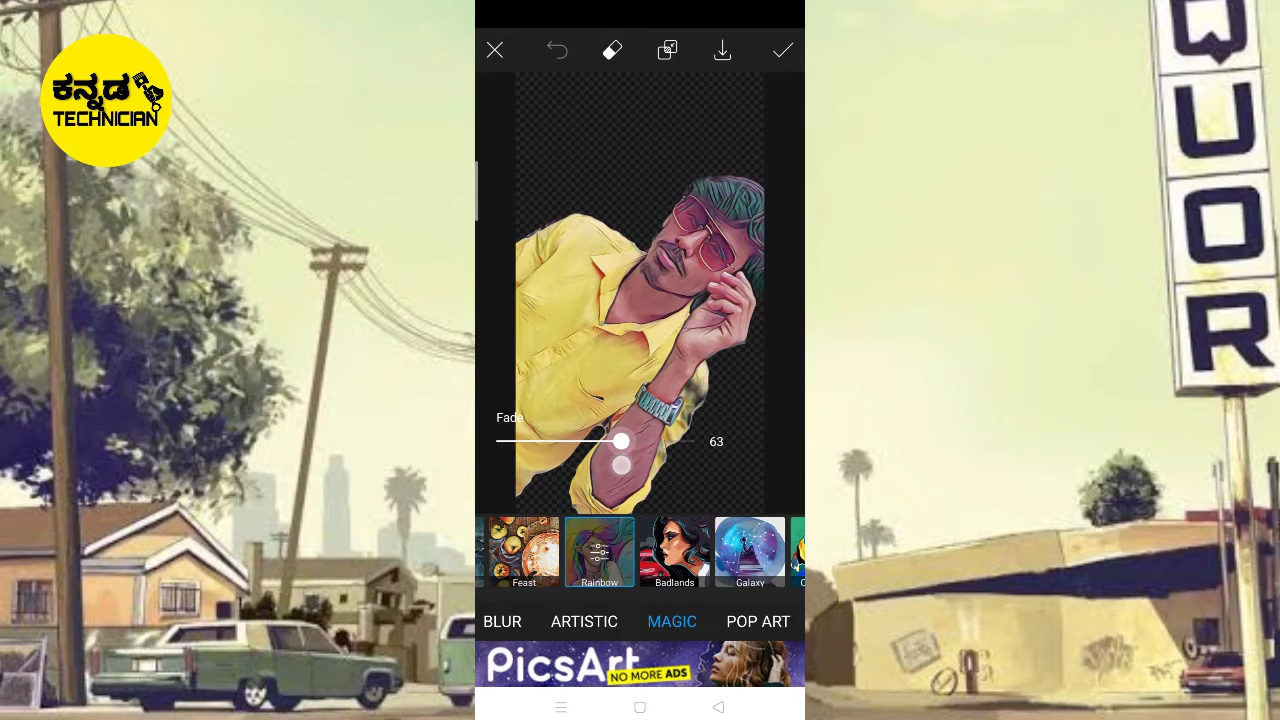 ಕನ್ನಡ
TECHNICIAN
QUOR
Fade
63
Feast
Rainbow
Badlands
Galaxy
BLUR
ARTISTIC
MAGIC
POP ART
PicsArt
NO MORE ADS